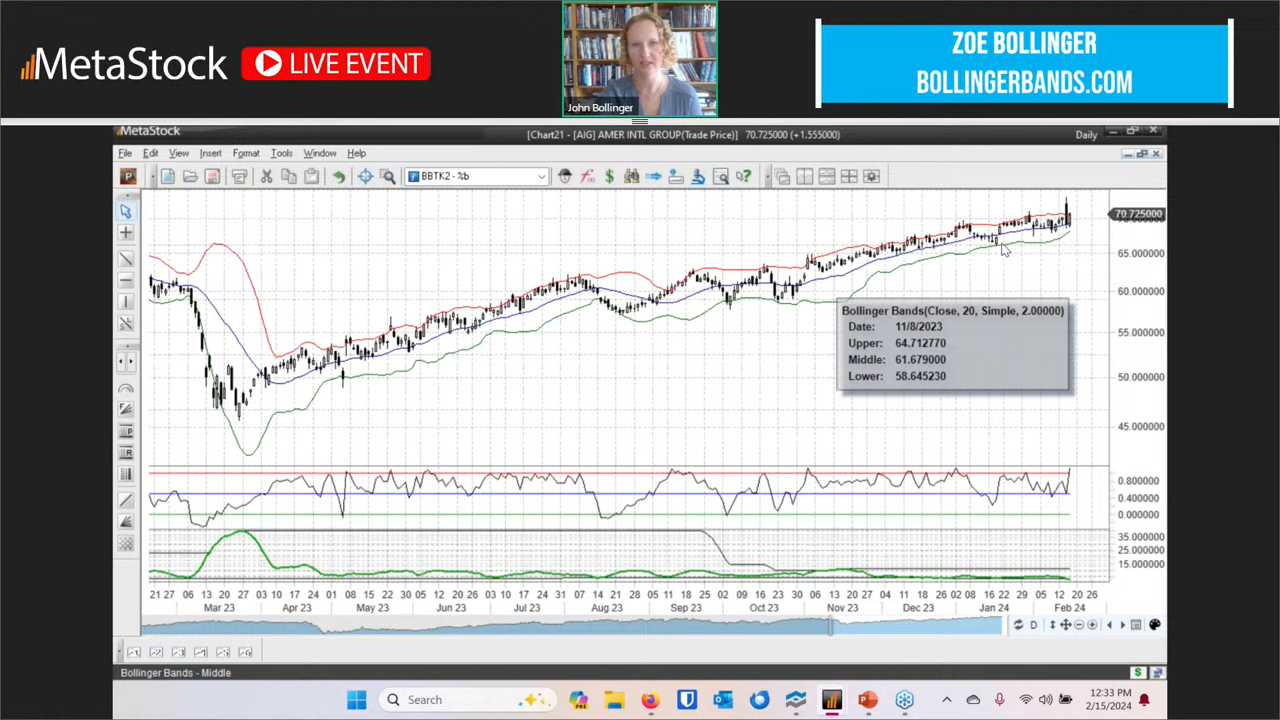 MetaStock
LIVE EVENT
John Bollinger
ZOE BOLLINGER
BOLLINGERBANDS.COM
MetaStock
[Chart21 - [AIG] AMER INTL GROUP(Trade Price)] 70.725000 (+1.555000)
Daily
File Edit View Insert Format Tools Window Help
P
BBTK2 - %b
70.725000
65.000000
60.000000
55.000000
50.000000
45.000000
Bollinger Bands(Close, 20, Simple, 2.00000)
Date: 11/8/2023
Upper: 64.712770
Middle: 61.679000
Lower: 58.645230
0.800000
0.400000
0.000000
35.000000
25.000000
15.000000
21 27 06 13 20 27 03 10 17 24 01 08 15 22 30 05 12 20 26 03 10 17 24 31 07 14 21 28 05 11 18 25 02 09 16 23 30 06 13 20 27 04 11 18 26 02 08 16 22 29 05 12 20 26
Mar 23 Apr 23 May 23 Jun 23 Jul 23 Aug 23 Sep 23 Oct 23 Nov 23 Dec 23 Jan 24 Feb 24
D
Bollinger Bands - Middle
$
Search
12:33 PM
2/15/2024